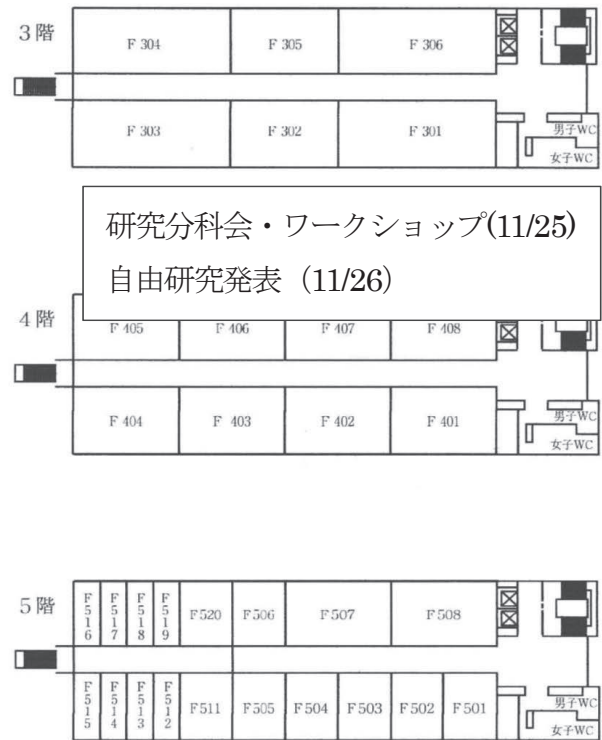 3階
F 304
F 305
F 306
F 303
F 302
F 301
男子WC
女子WC
研究分科会・ワークショップ(11/25)
自由研究発表（11/26）
4階
F 405
F 406
F 407
F 408
F 404
F 403
F 402
F 401
男子WC
女子WC
5階
F516
F517
F518
F519
F520
F506
F507
F508
F515
F514
F513
F512
F511
F505
F504
F503
F502
F501
男子WC
女子WC